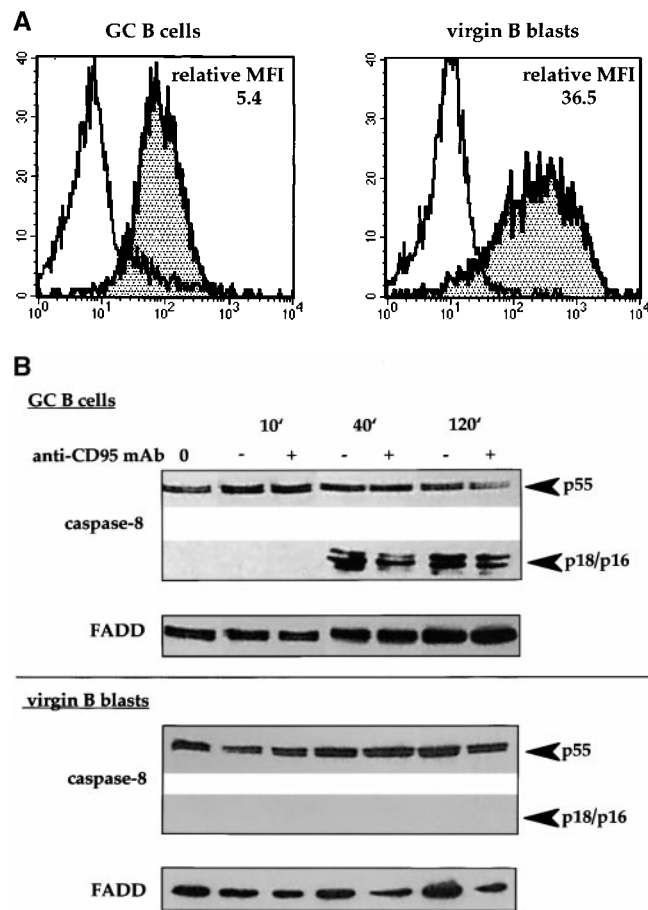 A
GC B cells
virgin B blasts
40
30
20
10
0
relative MFI
5.4
10⁰ 10¹ 10² 10³ 10⁴
40
30
20
10
0
relative MFI
36.5
10⁰ 10¹ 10² 10³ 10⁴
B
GC B cells
10′ 40′ 120′
anti-CD95 mAb 0 - + - + - +
caspase-8
p55
p18/p16
FADD
virgin B blasts
caspase-8
p55
p18/p16
FADD